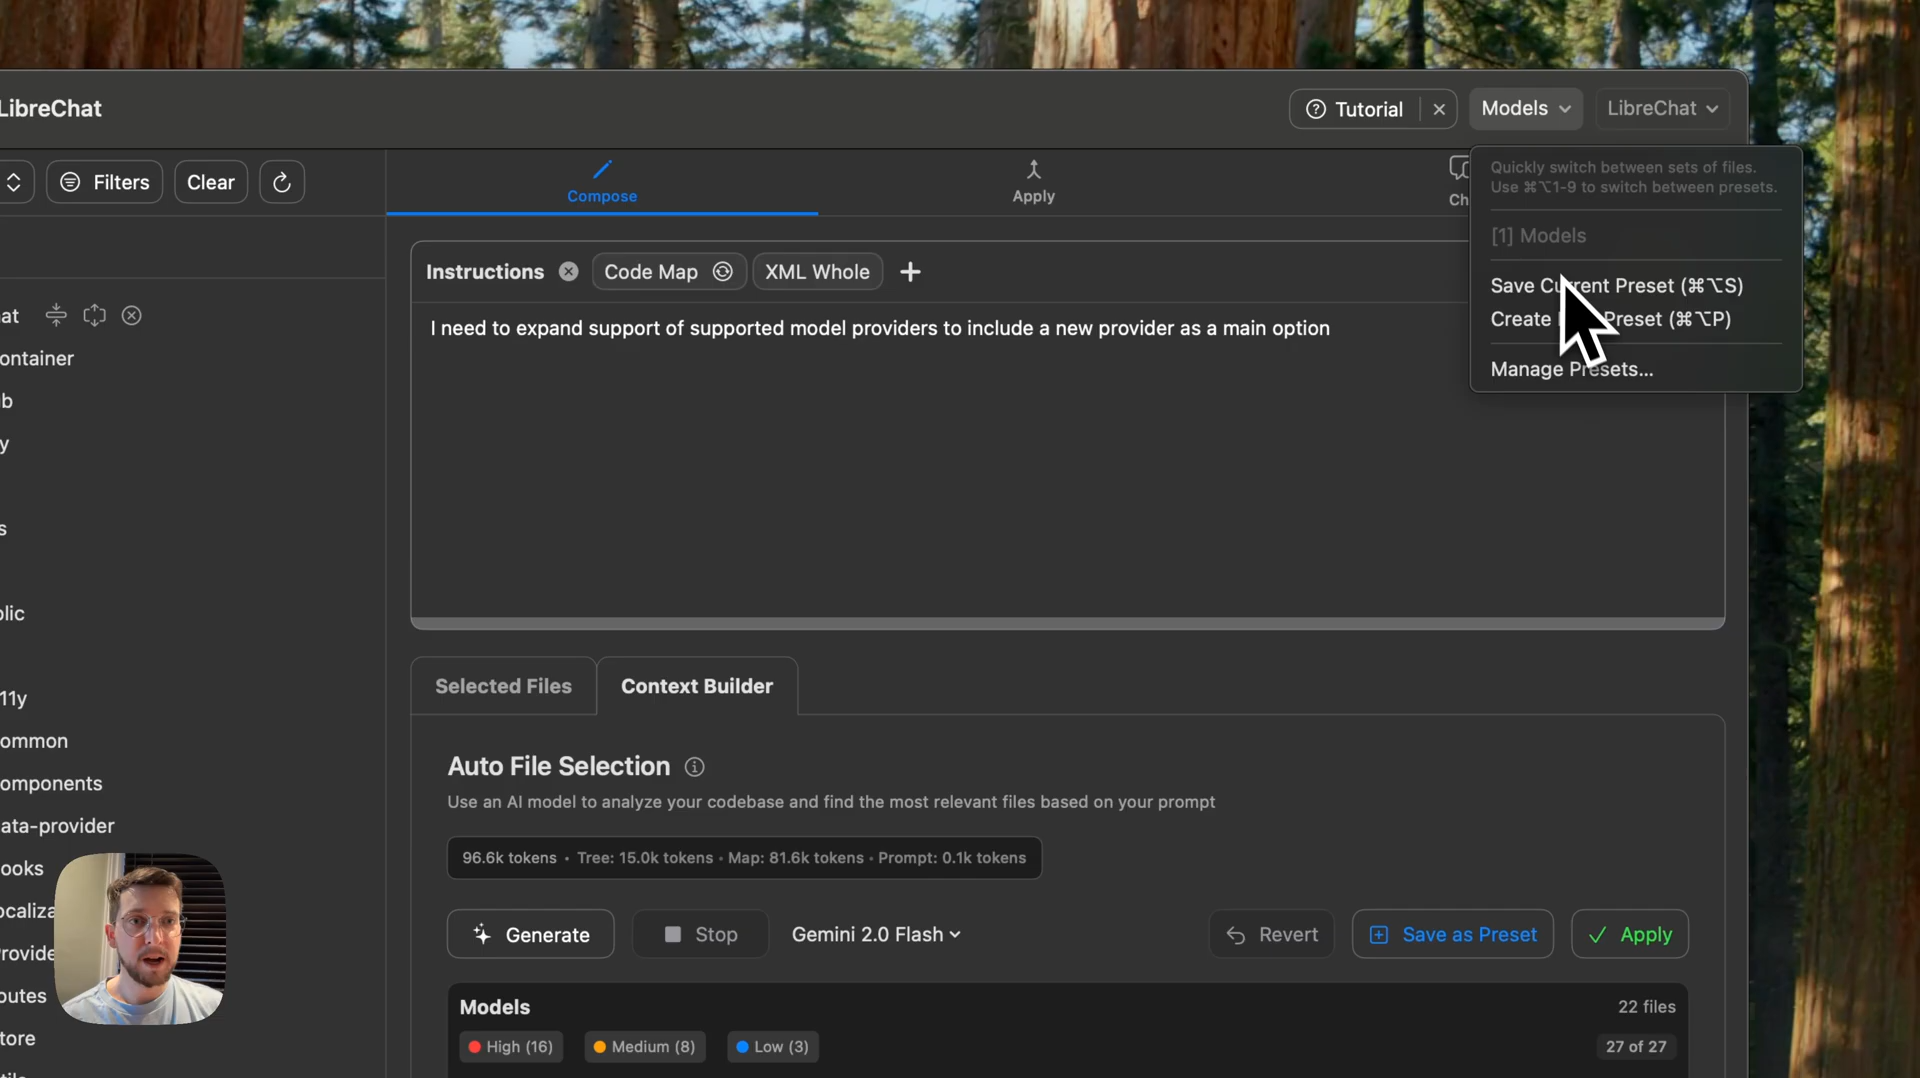 LibreChat
Tutorial
Models
LibreChat
Filters
Clear
Compose
Apply
Ch
Quickly switch between sets of files.
Use ⌘⌥1-9 to switch between presets.
[1] Models
Save Current Preset (⌘⌥S)
Create Preset (⌘⌥P)
Manage Presets...
Instructions
Code Map
XML Whole
I need to expand support of supported model providers to include a new provider as a main option
at
ontainer
b
y
s
lic
11y
ommon
omponents
ata-provider
ooks
ocaliza
rovide
outes
tore
Selected Files
Context Builder
Auto File Selection
Use an AI model to analyze your codebase and find the most relevant files based on your prompt
96.6k tokens • Tree: 15.0k tokens • Map: 81.6k tokens • Prompt: 0.1k tokens
Generate
Stop
Gemini 2.0 Flash
Revert
Save as Preset
Apply
Models
22 files
High (16)
Medium (8)
Low (3)
27 of 27